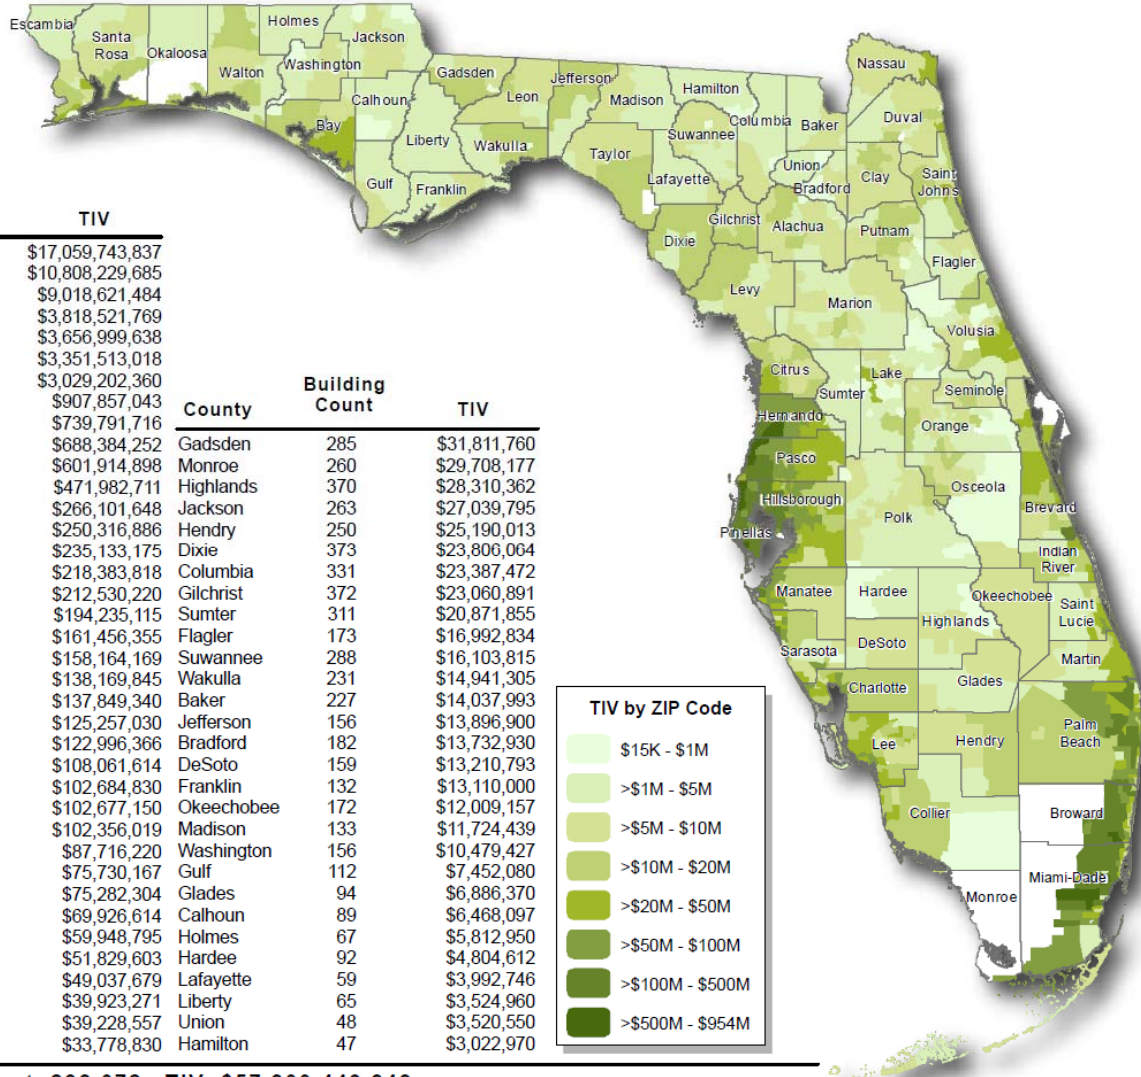 Escambia
Santa
Rosa
Okaloosa
Walton
Holmes
Washington
Jackson
Bay
Calhoun
Gulf
Liberty
Franklin
Gadsden
Leon
Wakulla
Jefferson
Madison
Taylor
Hamilton
Suwannee
Lafayette
Columbia
Baker
Union
Bradford
Nassau
Duval
Clay
Saint
Johns
Dixie
Gilchrist
Alachua
Putnam
Flagler
Levy
Marion
Volusia
Citrus
Sumter
Lake
Seminole
Hernando
Orange
Pasco
Hillsborough
Pinellas
Polk
Osceola
Brevard
Indian
River
Manatee
Hardee
Highlands
Okeechobee
Saint
Lucie
Sarasota
DeSoto
Martin
Charlotte
Glades
Lee
Hendry
Palm
Beach
Collier
Broward
Monroe
Miami-Dade
TIV
$17,059,743,837
$10,808,229,685
$9,018,621,484
$3,818,521,769
$3,656,999,638
$3,351,513,018
$3,029,202,360
$907,857,043
$739,791,716
Building
County Count TIV
$688,384,252 Gadsden 285 $31,811,760
$601,914,898 Monroe 260 $29,708,177
$471,982,711 Highlands 370 $28,310,362
$266,101,648 Jackson 263 $27,039,795
$250,316,886 Hendry 250 $25,190,013
$235,133,175 Dixie 373 $23,806,064
$218,383,818 Columbia 331 $23,387,472
$212,530,220 Gilchrist 372 $23,060,891
$194,235,115 Sumter 311 $20,871,855
$161,456,355 Flagler 173 $16,992,834
$158,164,169 Suwannee 288 $16,103,815
$138,169,845 Wakulla 231 $14,941,305
$137,849,340 Baker 227 $14,037,993
$125,257,030 Jefferson 156 $13,896,900
$122,996,366 Bradford 182 $13,732,930
$108,061,614 DeSoto 159 $13,210,793
$102,684,830 Franklin 132 $13,110,000
$102,677,150 Okeechobee 172 $12,009,157
$102,356,019 Madison 133 $11,724,439
$87,716,220 Washington 156 $10,479,427
$75,730,167 Gulf 112 $7,452,080
$75,282,304 Glades 94 $6,886,370
$69,926,614 Calhoun 89 $6,468,097
$59,948,795 Holmes 67 $5,812,950
$51,829,603 Hardee 92 $4,804,612
$49,037,679 Lafayette 59 $3,992,746
$39,923,271 Liberty 65 $3,524,960
$39,228,557 Union 48 $3,520,550
$33,778,830 Hamilton 47 $3,022,970
TIV by ZIP Code
$15K - $1M
>$1M - $5M
>$5M - $10M
>$10M - $20M
>$20M - $50M
>$50M - $100M
>$100M - $500M
>$500M - $954M